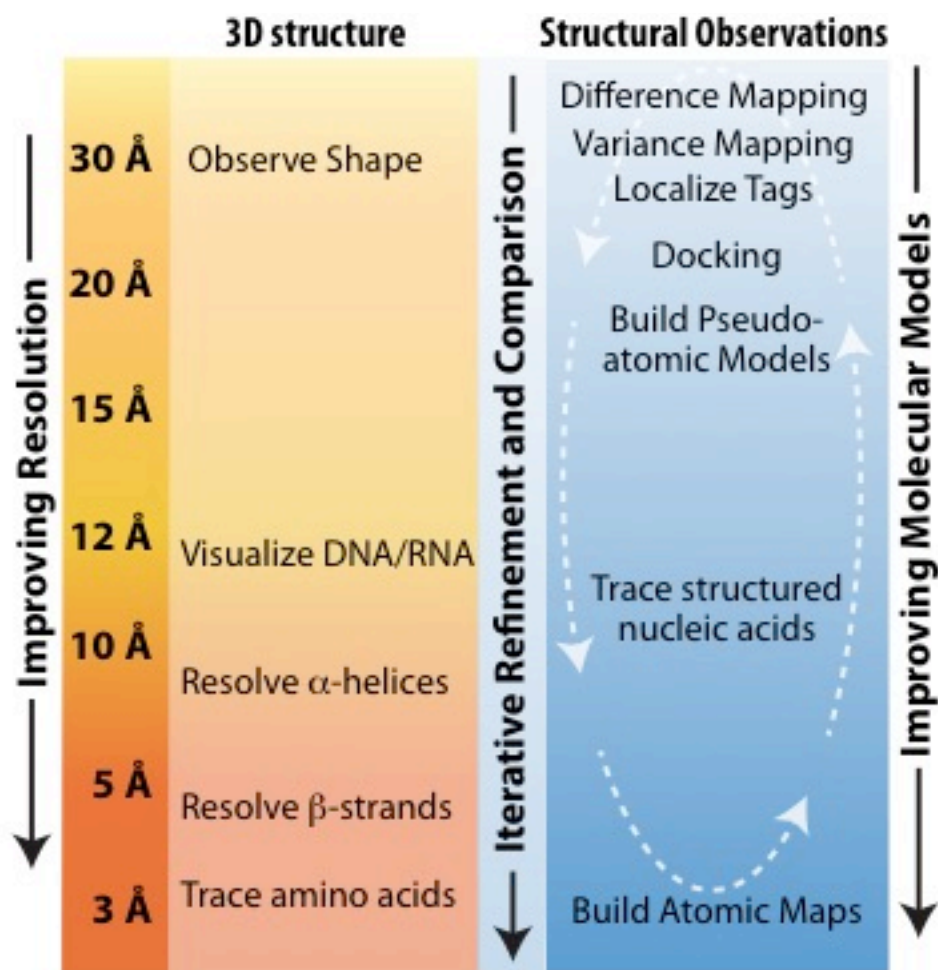 3D structure
Structural Observations
Improving Resolution
30 Å
20 Å
15 Å
12 Å
10 Å
5 Å
3 Å
Observe Shape
Visualize DNA/RNA
Resolve α-helices
Resolve β-strands
Trace amino acids
Iterative Refinement and Comparison
Difference Mapping
Variance Mapping
Localize Tags
Docking
Build Pseudo-
atomic Models
Trace structured
nucleic acids
Build Atomic Maps
Improving Molecular Models